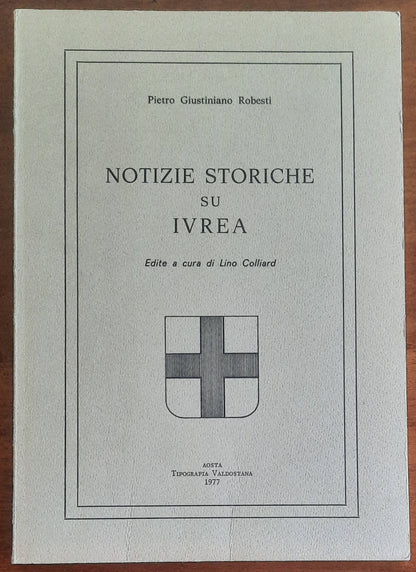 Pietro Giustiniano Robesti
NOTIZIE STORICHE
SU
IVREA
Edite a cura di Lino Colliard
AOSTA
Tipografia Valdostana
1977